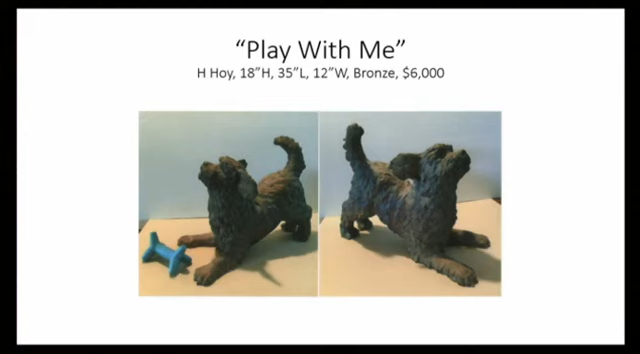 “Play With Me”
H Hoy, 18”H, 35”L, 12”W, Bronze, $6,000